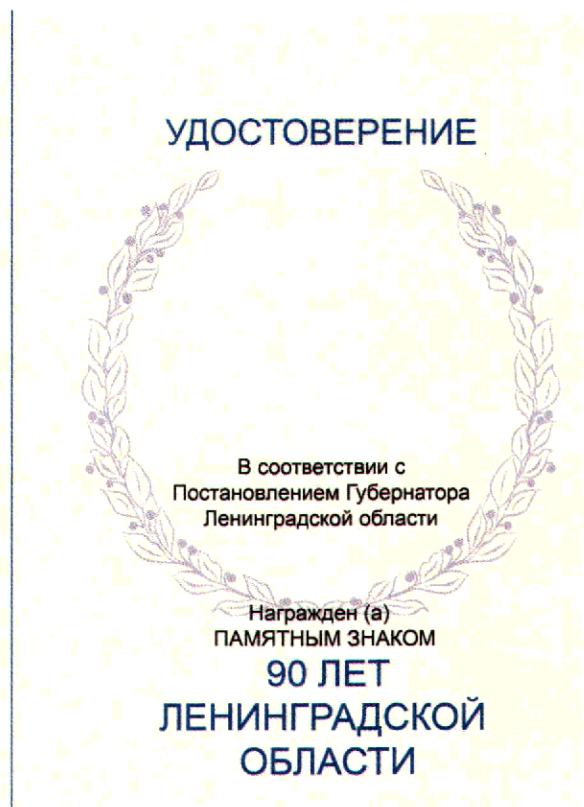 УДОСТОВЕРЕНИЕ
В соответствии с
Постановлением Губернатора
Ленинградской области
Награжден (а)
ПАМЯТНЫМ ЗНАКОМ
90 ЛЕТ
ЛЕНИНГРАДСКОЙ
ОБЛАСТИ